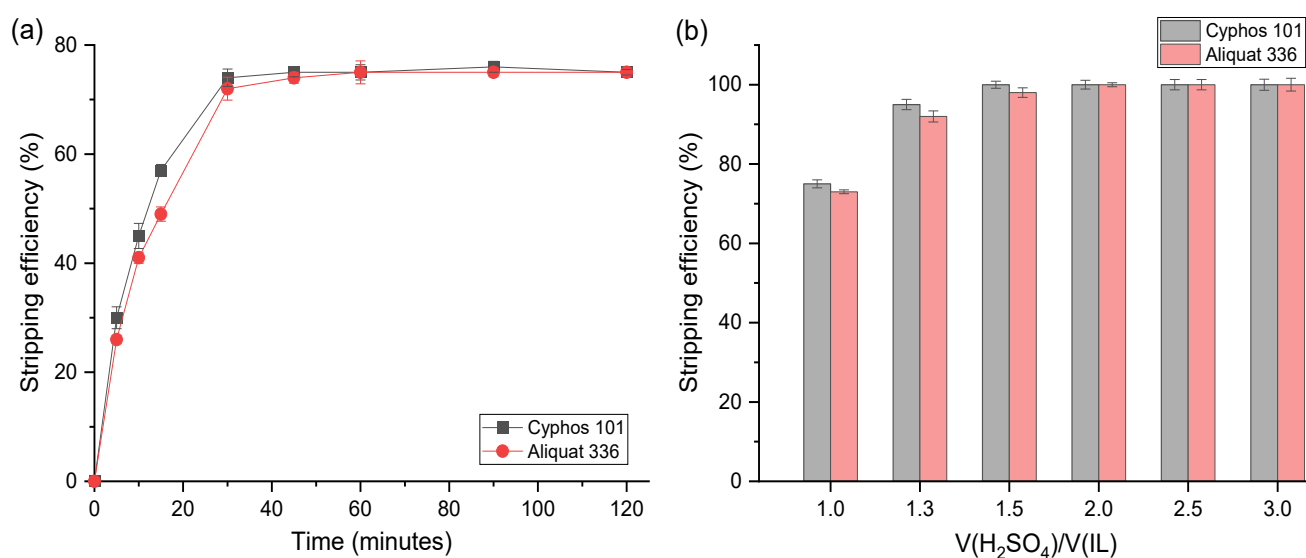 (a)
80
60
40
20
0
Stripping efficiency (%)
0 20 40 60 80 100 120
Time (minutes)
Cyphos 101
Aliquat 336
(b)
Cyphos 101
Aliquat 336
100
80
60
40
20
0
Stripping efficiency (%)
1.0 1.3 1.5 2.0 2.5 3.0
V(H₂SO₄)/V(IL)